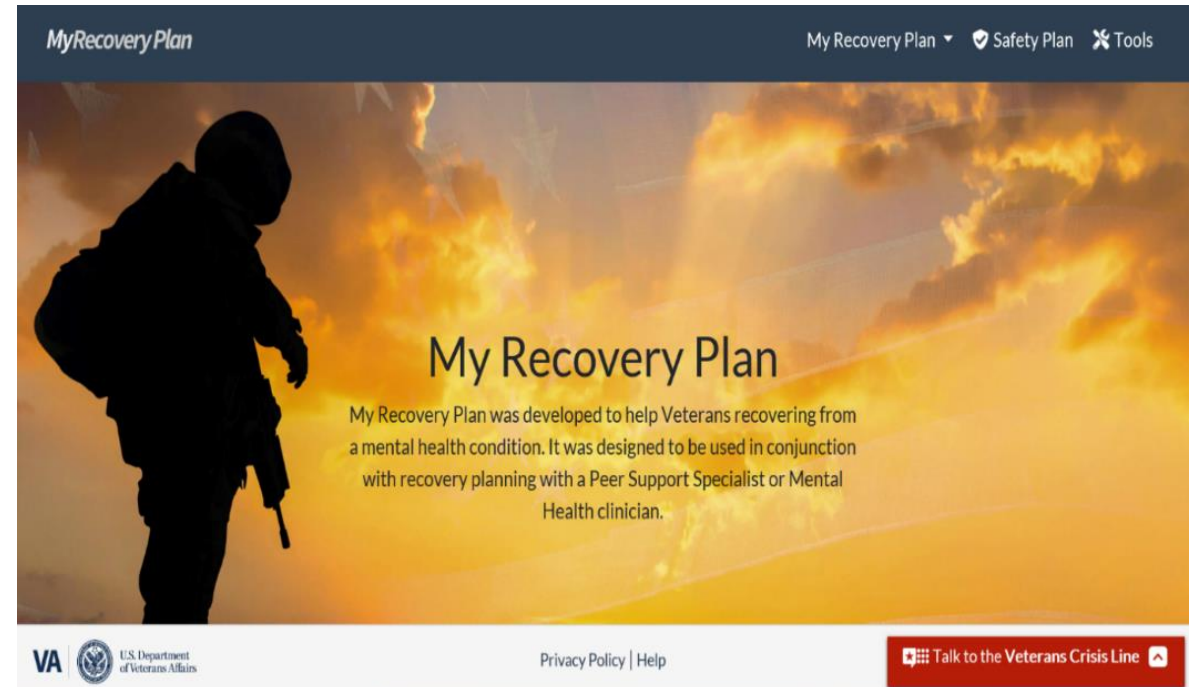 MyRecovery Plan
My Recovery Plan
Safety Plan
Tools
My Recovery Plan
My Recovery Plan was developed to help Veterans recovering from
a mental health condition. It was designed to be used in conjunction
with recovery planning with a Peer Support Specialist or Mental
Health clinician.
VA
U.S. Department
of Veterans Affairs
Privacy Policy | Help
Talk to the Veterans Crisis Line